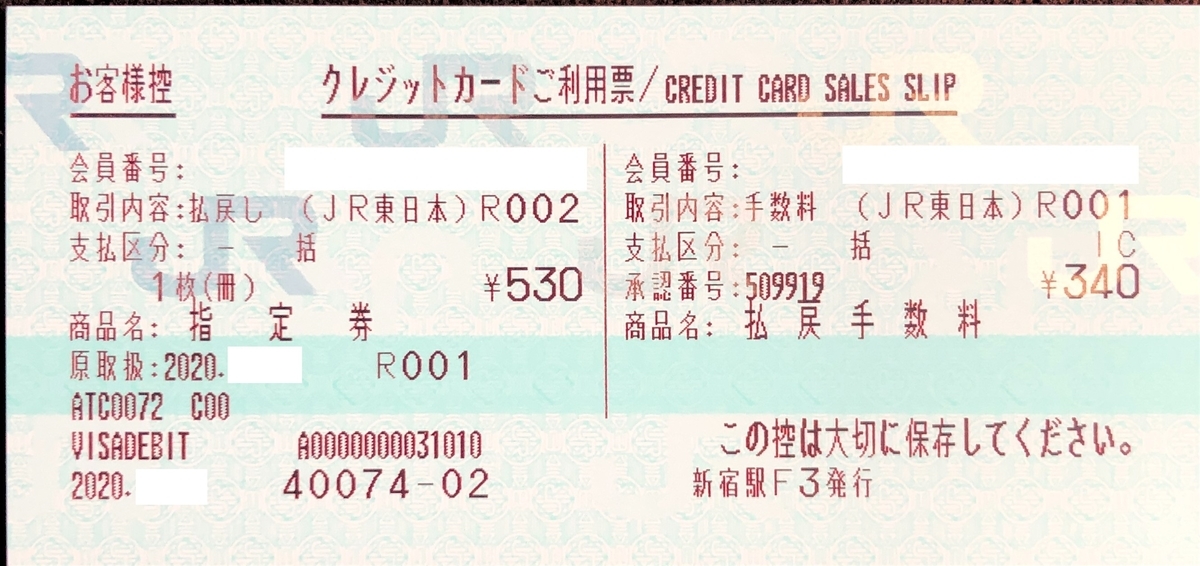 お客様控
クレジットカードご利用票/CREDIT CARD SALES SLIP
会員番号:
取引内容:払戻し (JR東日本)R002
支払区分: 一 括
1枚(冊) ¥530
商品名: 指 定 券
原取扱:2020. R001
ATC0072 C00
VISADEBIT A0000000031010
2020. 40074-02
会員番号:
取引内容:手数料 (JR東日本)R001
支払区分: 一 括 IC
承認番号:509919 ¥340
商品名: 払 戻 手 数 料
この控は大切に保存してください。
新宿駅F3発行